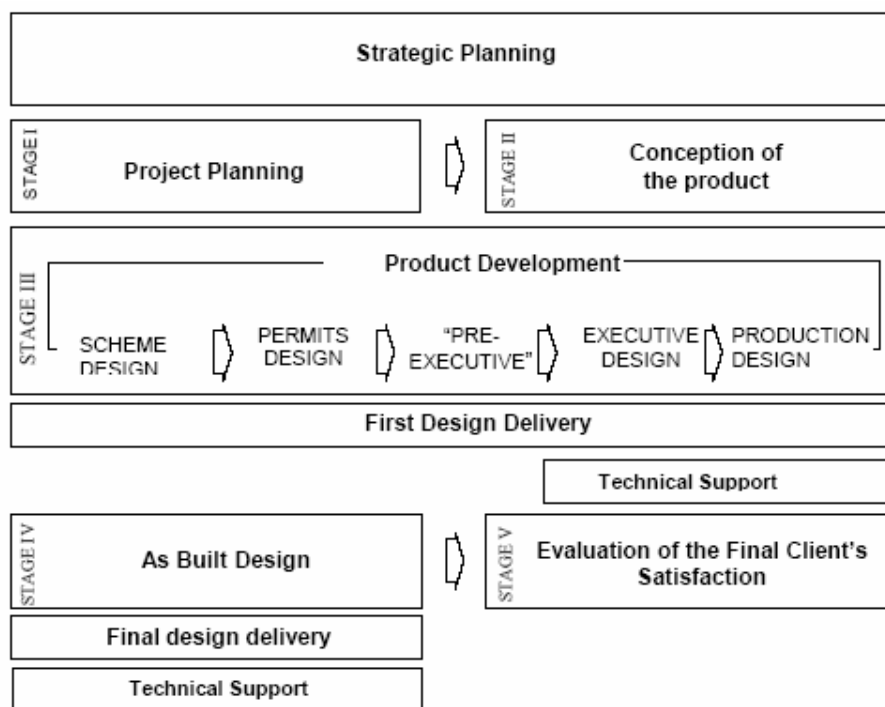 Strategic Planning
STAGE I
Project Planning
STAGE II
Conception of
the product
STAGE III
Product Development
SCHEME
DESIGN
PERMITS
DESIGN
“PRE-
EXECUTIVE”
EXECUTIVE
DESIGN
PRODUCTION
DESIGN
First Design Delivery
Technical Support
STAGE IV
As Built Design
STAGE V
Evaluation of the Final Client’s
Satisfaction
Final design delivery
Technical Support